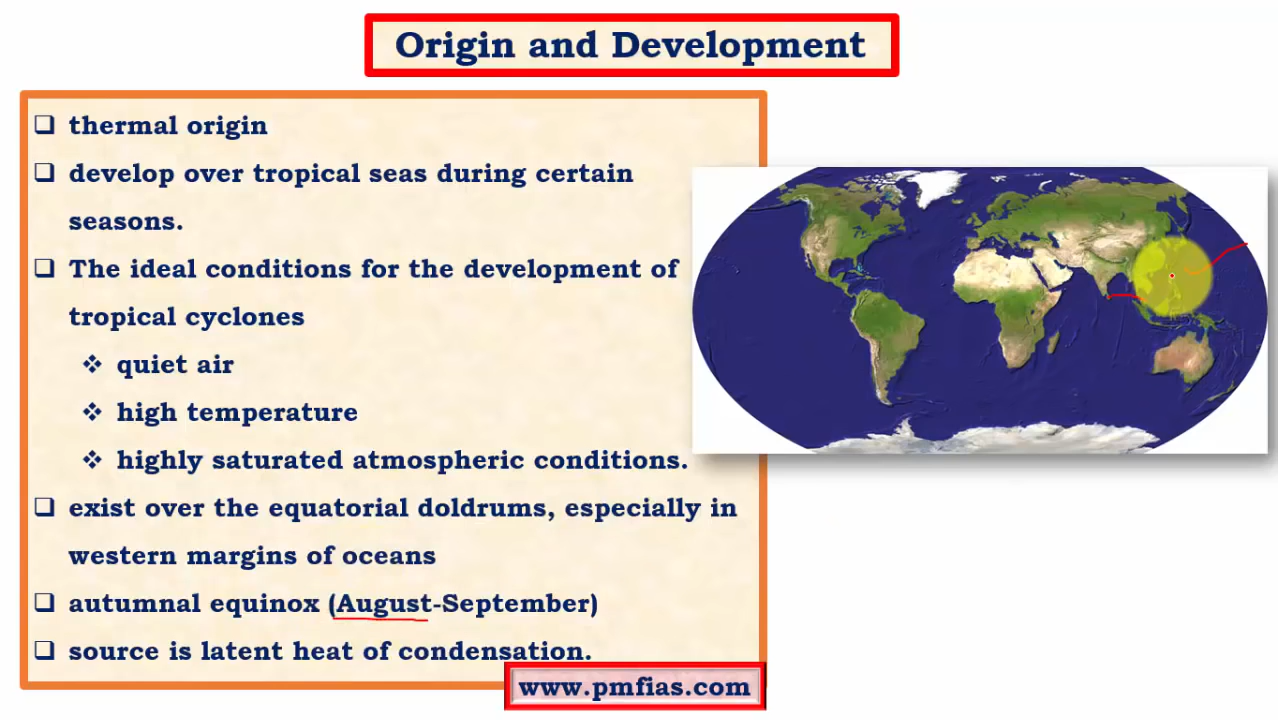 Origin and Development
❑ thermal origin
❑ develop over tropical seas during certain
seasons.
❑ The ideal conditions for the development of
tropical cyclones
❖ quiet air
❖ high temperature
❖ highly saturated atmospheric conditions.
❑ exist over the equatorial doldrums, especially in
western margins of oceans
❑ autumnal equinox (August-September)
❑ source is latent heat of condensation.
www.pmfias.com